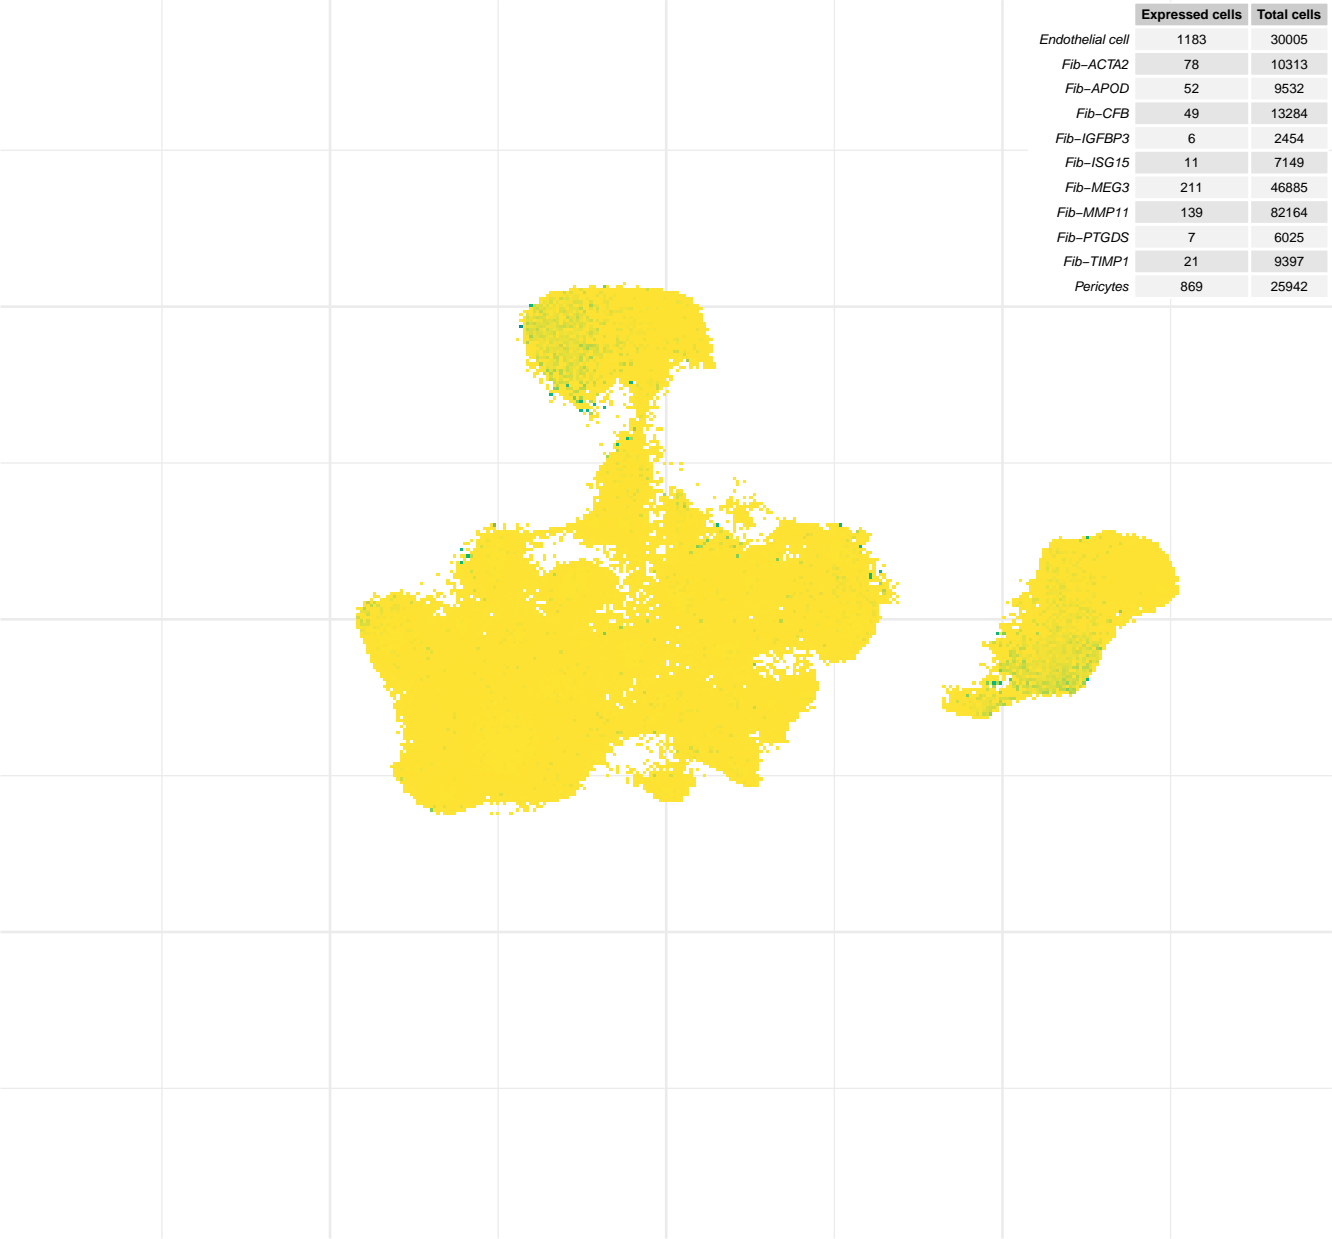 Expressed cells Total cells
Endothelial cell 1183 30005
Fib−ACTA2 78 10313
Fib−APOD 52 9532
Fib−CFB 49 13284
Fib−IGFBP3 6 2454
Fib−ISG15 11 7149
Fib−MEG3 211 46885
Fib−MMP11 139 82164
Fib−PTGDS 7 6025
Fib−TIMP1 21 9397
Pericytes 869 25942